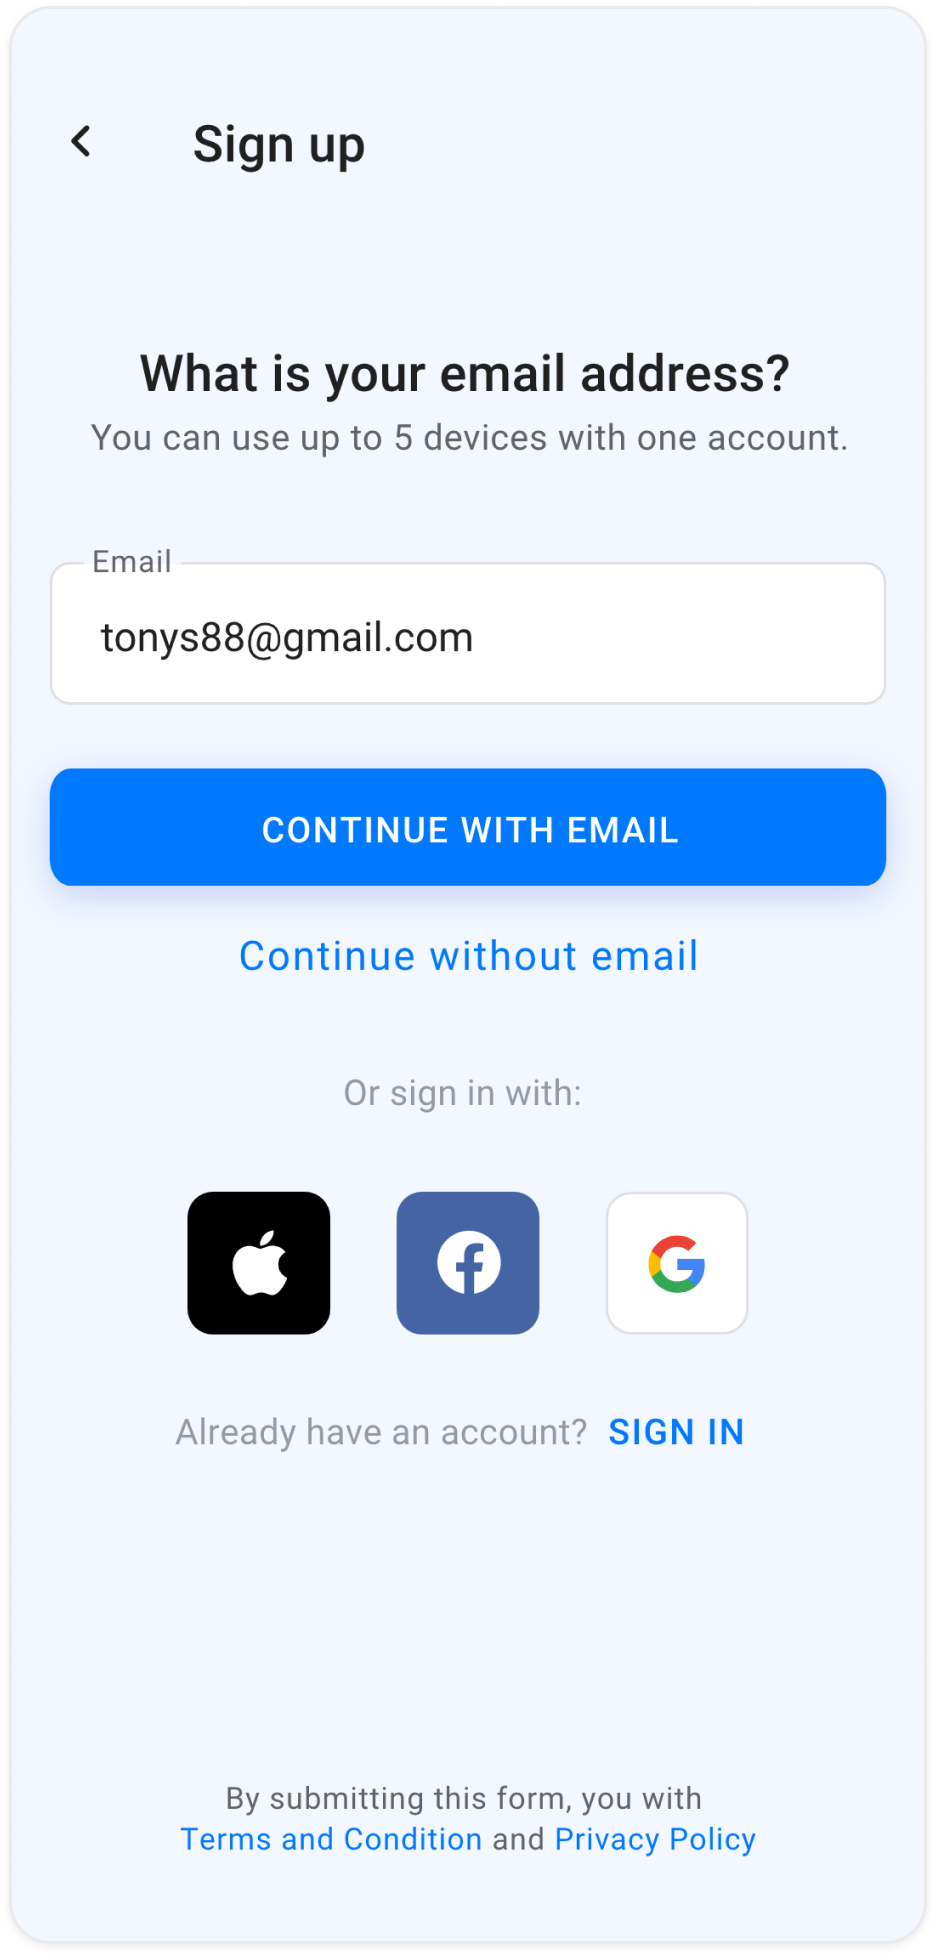 Sign up
What is your email address?
You can use up to 5 devices with one account.
Email
tonys88@gmail.com
CONTINUE WITH EMAIL
Continue without email
Or sign in with:
Already have an account? SIGN IN
By submitting this form, you with
Terms and Condition and Privacy Policy